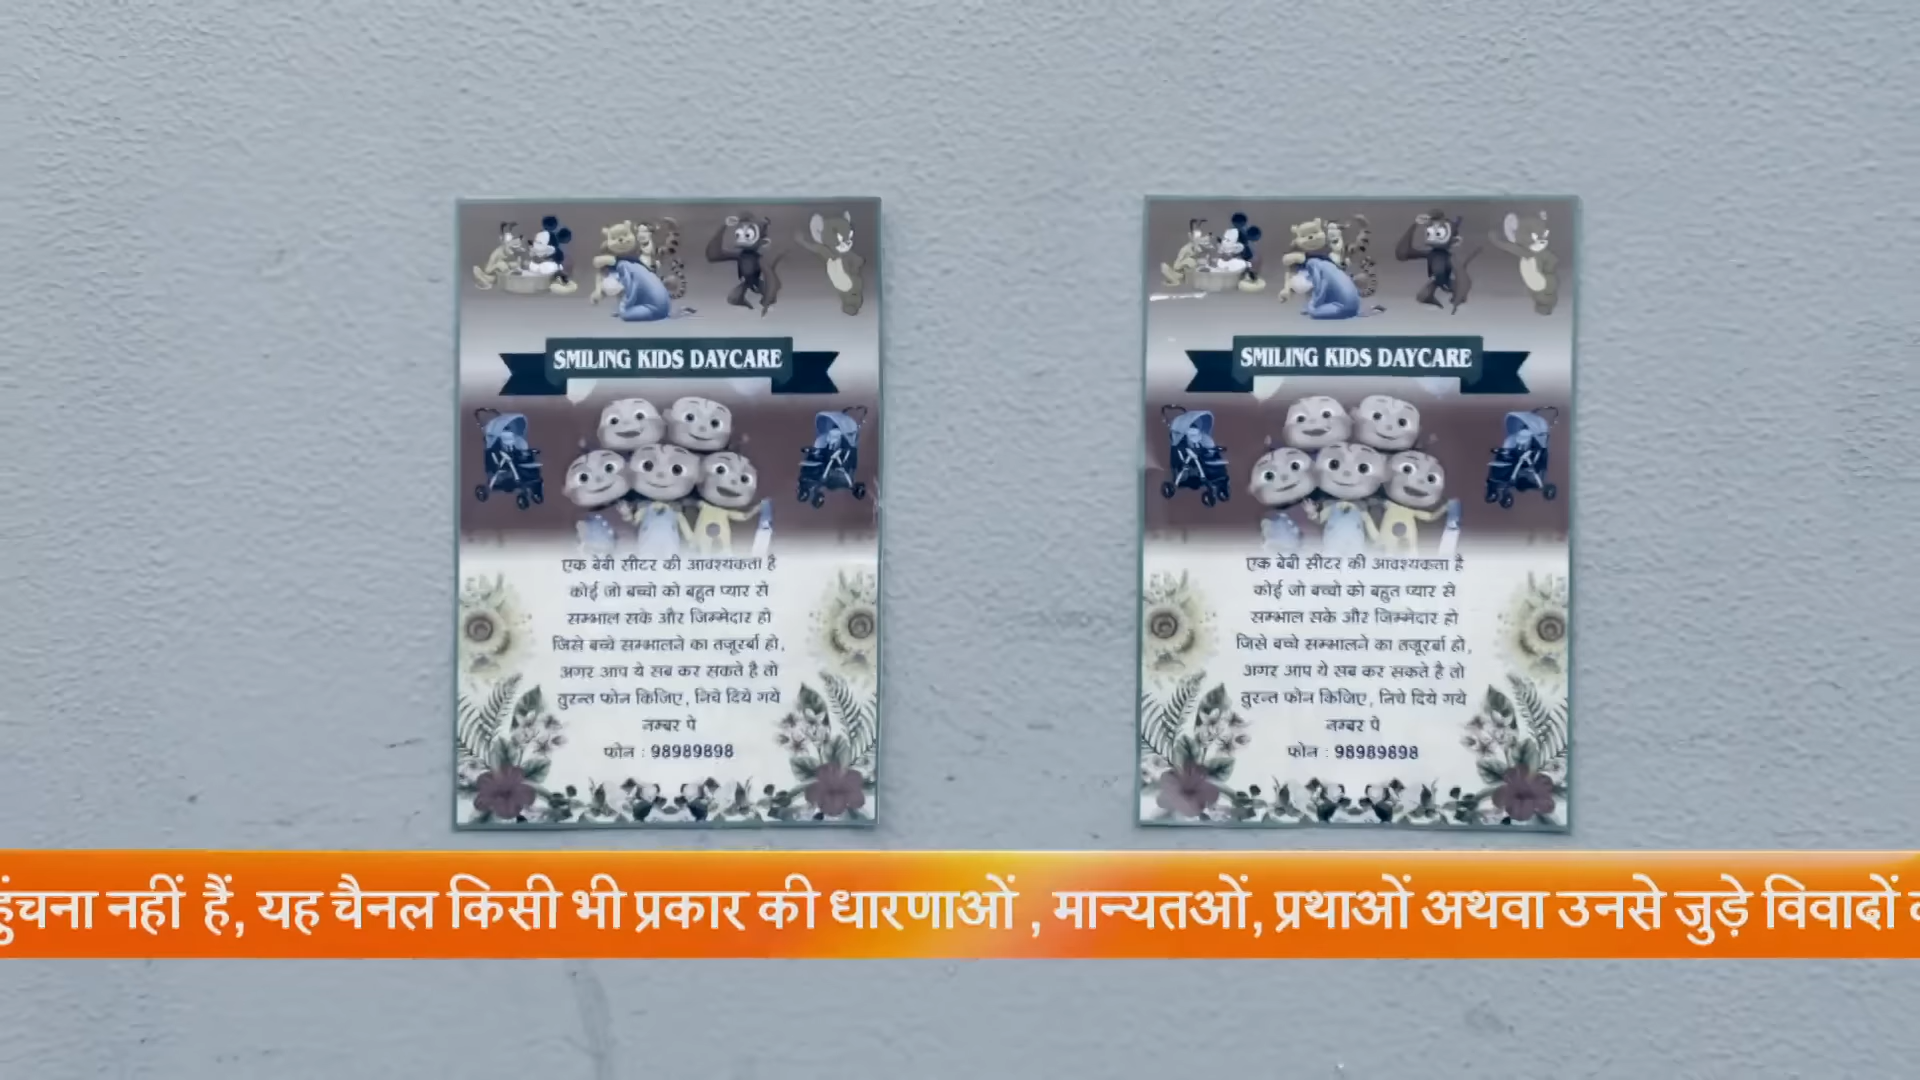 SMILING KIDS DAYCARE
एक बेबी सीटर की आवश्यकता है
कोई जो बच्चो को बहुत प्यार से
सम्भाल सके और जिम्मेदार हो
जिसे बच्चे सम्भालने का तजूरर्बा हो,
अगर आप ये सब कर सकते है तो
तुरन्त फोन किजिए, निचे दिये गये
नम्बर पे
फोन : 98989898
SMILING KIDS DAYCARE
एक बेबी सीटर की आवश्यकता है
कोई जो बच्चो को बहुत प्यार से
सम्भाल सके और जिम्मेदार हो
जिसे बच्चे सम्भालने का तजूरर्बा हो,
अगर आप ये सब कर सकते है तो
तुरन्त फोन किजिए, निचे दिये गये
नम्बर पे
फोन : 98989898
नहीं हैं, यह चैनल किसी भी प्रकार की धारणाओं , मान्यतओं, प्रथाओं अथवा उनसे जुड़े विवादों